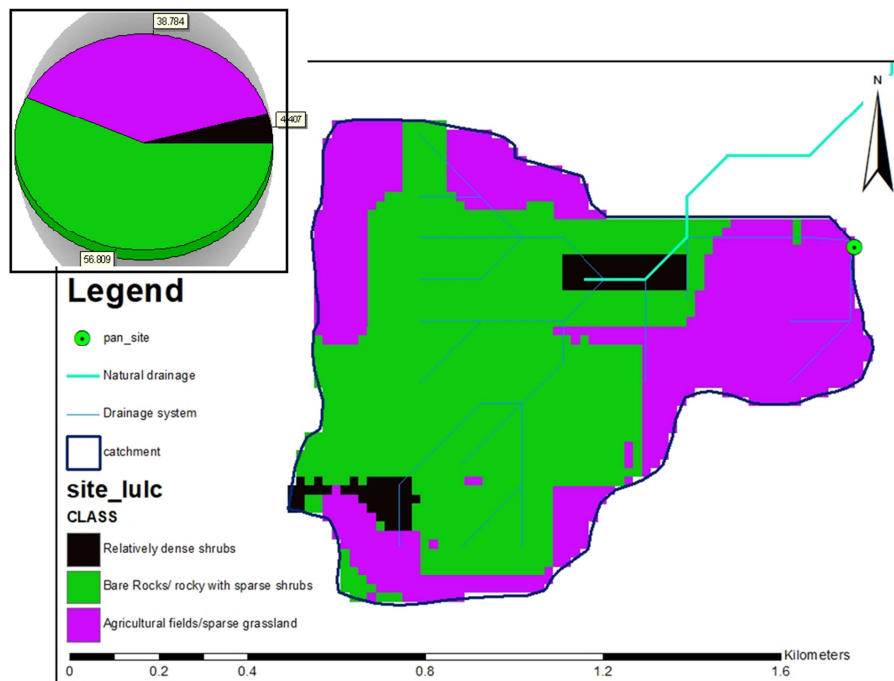 38.784
4.407
56.809
N
Legend
pan_site
Natural drainage
Drainage system
catchment
site_lulc
CLASS
Relatively dense shrubs
Bare Rocks/ rocky with sparse shrubs
Agricultural fields/sparse grassland
Kilometers
0 0.2 0.4 0.8 1.2 1.6